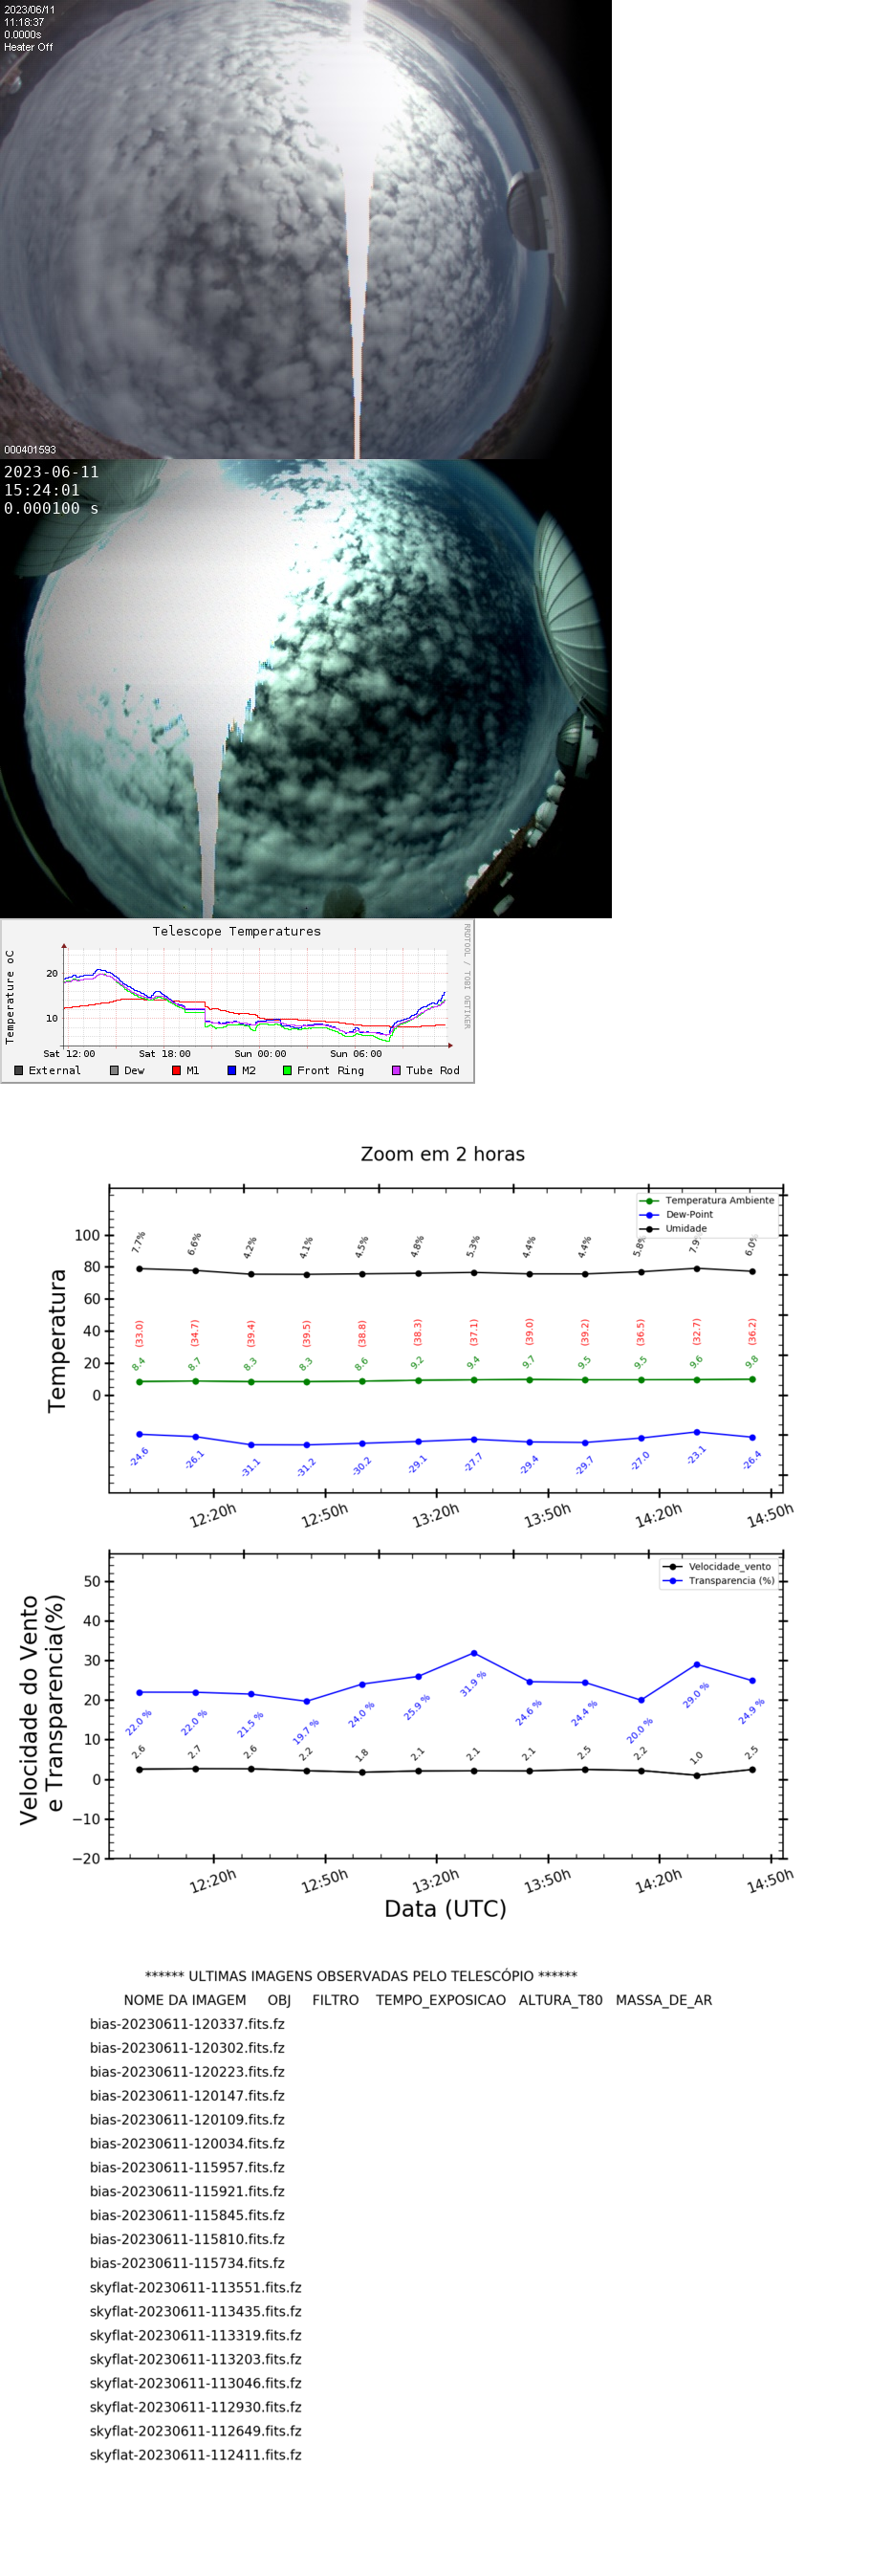 2023/06/11
11:18:37
0.0000s
Heater Off
000401593
2023-06-11
15:24:01
0.000100 s
Telescope Temperatures
RRDTOOL / TOBI OETIKER
Temperature oC
20
10
Sat 12:00 Sat 18:00 Sun 00:00 Sun 06:00
External Dew M1 M2 Front Ring Tube Rod
Zoom em 2 horas
Temperatura
Temperatura Ambiente
Dew-Point
Umidade
100
80
60
40
20
0
7.7% 6.6% 4.2% 4.1% 4.5% 4.8% 5.3% 4.4% 4.4% 5.8% 7.9 6.0%
(33.0) (34.7) (39.4) (39.5) (38.8) (38.3) (37.1) (39.0) (39.2) (36.5) (32.7) (36.2)
8.4 8.7 8.3 8.3 8.6 9.2 9.4 9.7 9.5 9.5 9.6 9.8
-24.6 -26.1 -31.1 -31.2 -30.2 -29.1 -27.7 -29.4 -29.7 -27.0 -23.1 -26.4
12:20h 12:50h 13:20h 13:50h 14:20h 14:50h
Velocidade do Vento
e Transparencia(%)
Velocidade_vento
Transparencia (%)
50
40
30
20
10
0
−10
−20
22.0 % 22.0 % 21.5 % 19.7 % 24.0 % 25.9 % 31.9 % 24.6 % 24.4 % 20.0 % 29.0 % 24.9 %
2.6 2.7 2.6 2.2 1.8 2.1 2.1 2.1 2.5 2.2 1.0 2.5
12:20h 12:50h 13:20h 13:50h 14:20h 14:50h
Data (UTC)
****** ULTIMAS IMAGENS OBSERVADAS PELO TELESCÓPIO ******
NOME DA IMAGEM OBJ FILTRO TEMPO_EXPOSICAO ALTURA_T80 MASSA_DE_AR
bias-20230611-120337.fits.fz
bias-20230611-120302.fits.fz
bias-20230611-120223.fits.fz
bias-20230611-120147.fits.fz
bias-20230611-120109.fits.fz
bias-20230611-120034.fits.fz
bias-20230611-115957.fits.fz
bias-20230611-115921.fits.fz
bias-20230611-115845.fits.fz
bias-20230611-115810.fits.fz
bias-20230611-115734.fits.fz
skyflat-20230611-113551.fits.fz
skyflat-20230611-113435.fits.fz
skyflat-20230611-113319.fits.fz
skyflat-20230611-113203.fits.fz
skyflat-20230611-113046.fits.fz
skyflat-20230611-112930.fits.fz
skyflat-20230611-112649.fits.fz
skyflat-20230611-112411.fits.fz